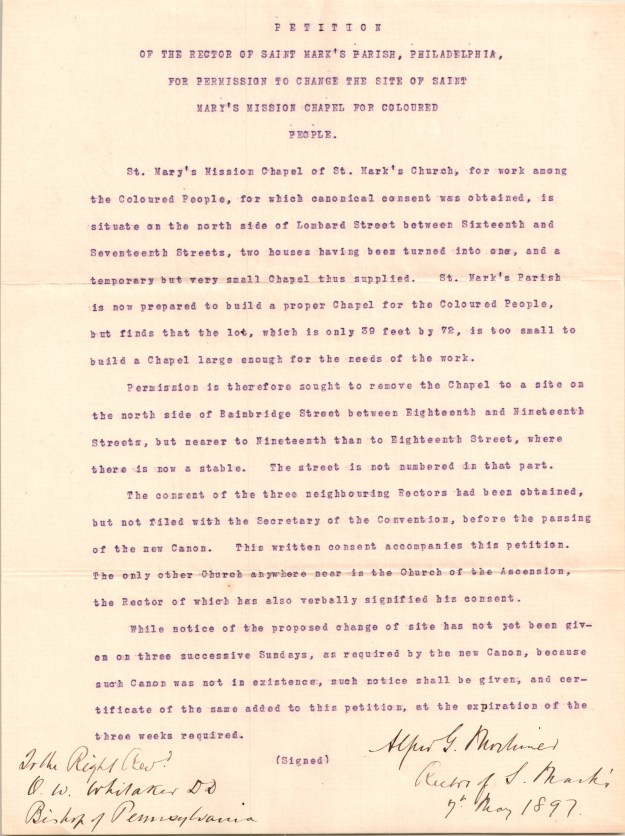 PETITION
OF THE RECTOR OF SAINT MARK'S PARISH, PHILADELPHIA,
FOR PERMISSION TO CHANGE THE SITE OF SAINT
MARY'S MISSION CHAPEL FOR COLOURED
PEOPLE.
St. Mary's Mission Chapel of St. Mark's Church, for work among
the Coloured People, for which canonical consent was obtained, is
situate on the north side of Lombard Street between Sixteenth and
Seventeenth Streets, two houses having been turned into one, and a
temporary but very small Chapel thus supplied. St. Mark's Parish
is now prepared to build a proper Chapel for the Coloured People,
but finds that the lot, which is only 39 feet by 72, is too small to
build a Chapel large enough for the needs of the work.
Permission is therefore sought to remove the Chapel to a site on
the north side of Bainbridge Street between Eighteenth and Nineteenth
Streets, but nearer to Nineteenth than to Eighteenth Street, where
there is now a stable. The street is not numbered in that part.
The consent of the three neighbouring Rectors had been obtained,
but not filed with the Secretary of the Convention, before the passing
of the new Canon. This written consent accompanies this petition.
The only other Church anywhere near is the Church of the Ascension,
the Rector of which has also verbally signified his consent.
While notice of the proposed change of site has not yet been giv-
en on three successive Sundays, as required by the new Canon, because
such Canon was not in existence, such notice shall be given, and cer-
tificate of the same added to this petition, at the expiration of the
three weeks required.
(Signed) Alfred G. Mortimer
Rector of S. Mark's
7th May 1897.
To the Right Revd
O. W. Whitaker DD
Bishop of Pennsylvania